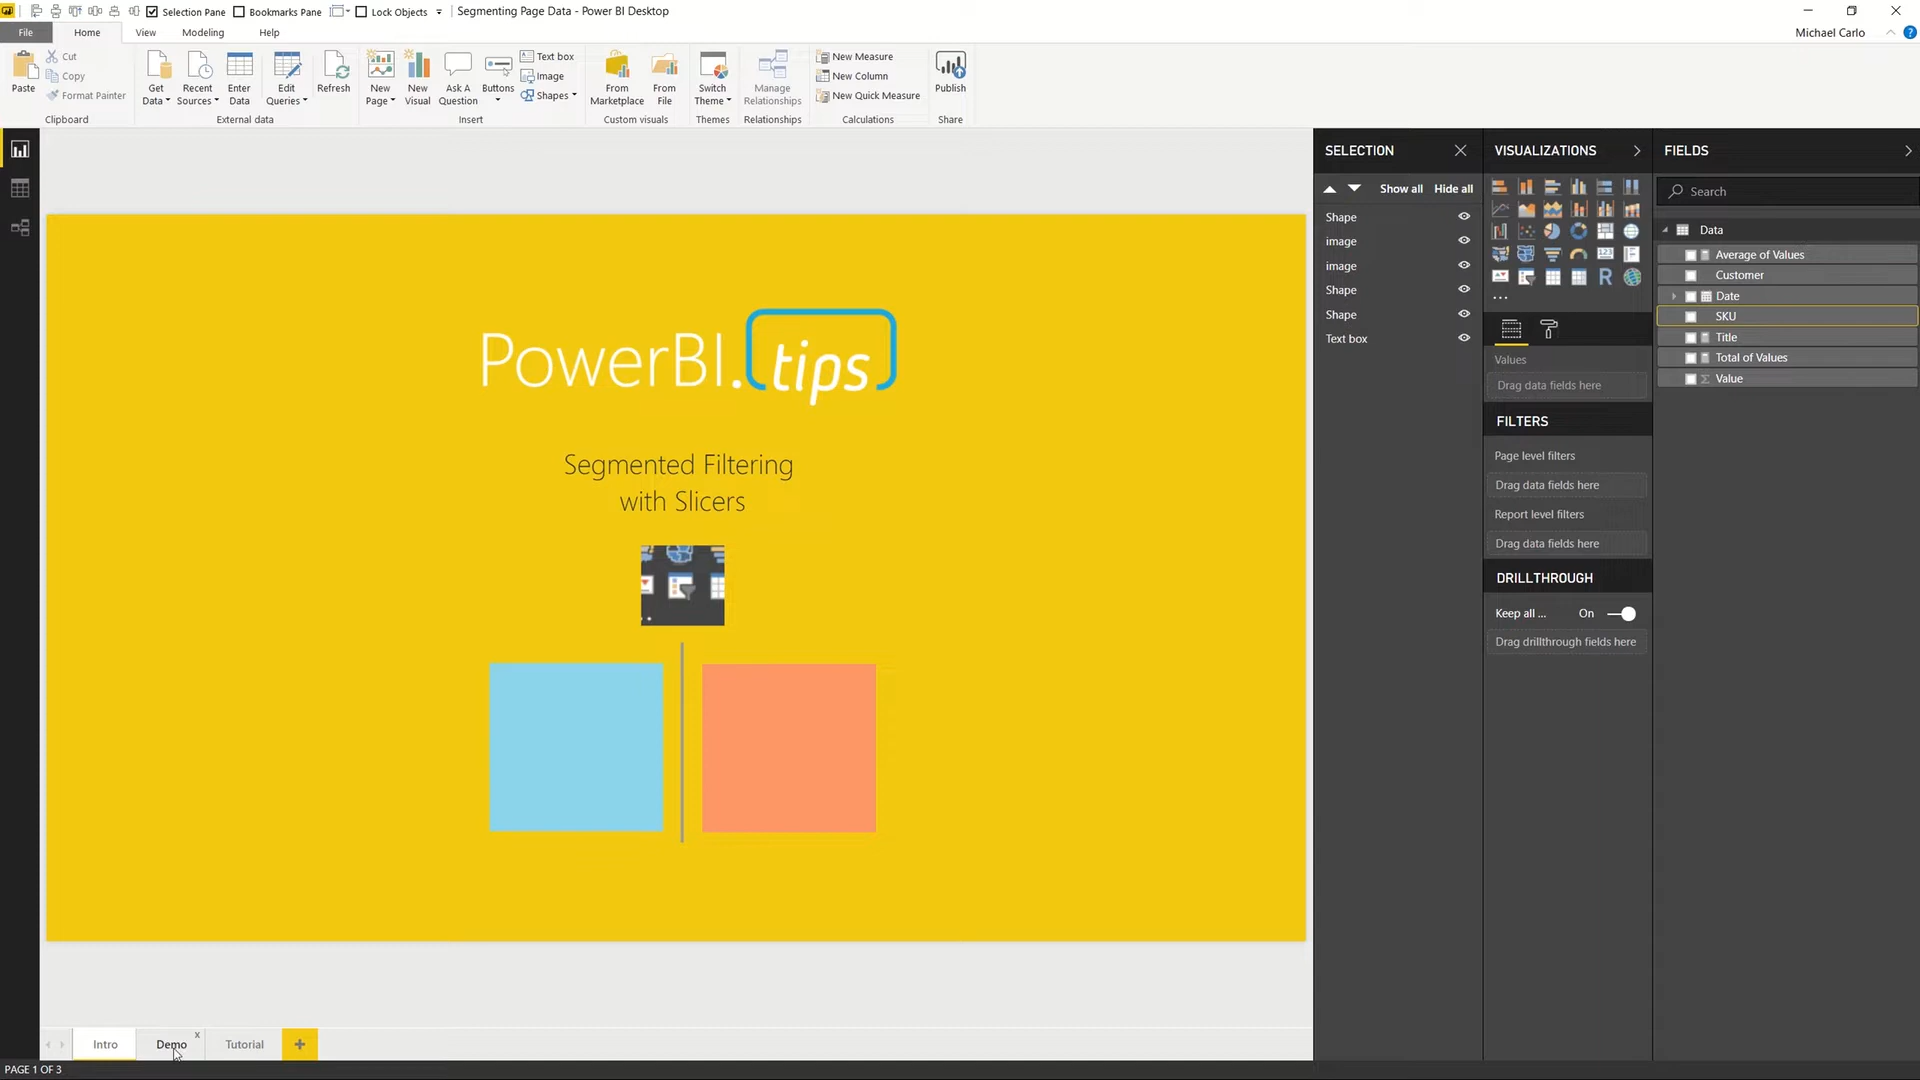 Selection Pane Bookmarks Pane Lock Objects Segmenting Page Data - Power BI Desktop
File Home View Modeling Help Michael Carlo ?
Paste Cut Copy Format Painter
Clipboard
Get Data Recent Sources Enter Data Edit Queries Refresh
External data
New Page New Visual Ask A Question Buttons Text box Image Shapes
Insert
From Marketplace From File
Custom visuals
Switch Theme
Themes
Manage Relationships
Relationships
New Measure
New Column
New Quick Measure
Calculations
Publish
Share
PowerBI.tips
Segmented Filtering
with Slicers
SELECTION
Show all Hide all
Shape
image
image
Shape
Shape
Text box
VISUALIZATIONS
123
R
...
Values
Drag data fields here
FILTERS
Page level filters
Drag data fields here
Report level filters
Drag data fields here
DRILLTHROUGH
Keep all ... On
Drag drillthrough fields here
FIELDS
Search
Data
Average of Values
Customer
Date
SKU
Title
Total of Values
Σ Value
Intro Demo x Tutorial +
PAGE 1 OF 3